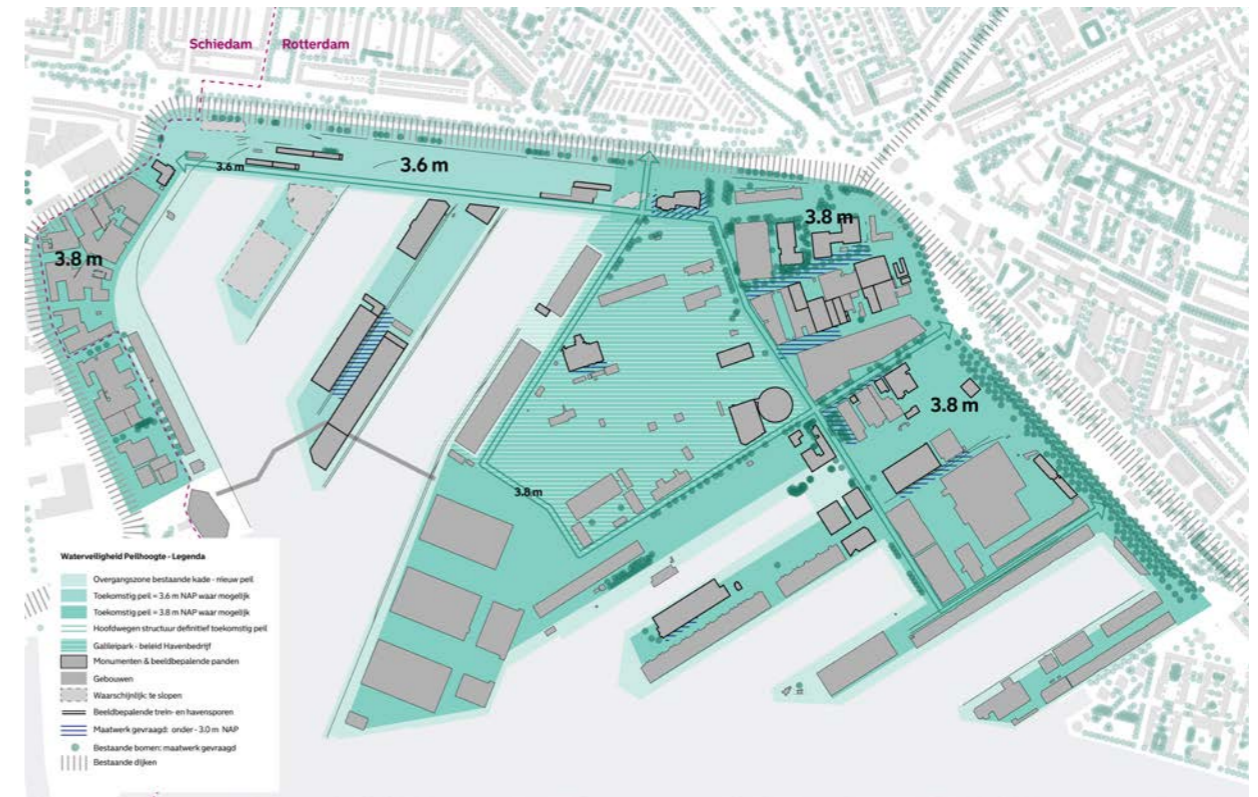 Schiedam
Rotterdam
3.6 m
3.6 m
3.8 m
3.8 m
3.8 m
3.8 m
Waterveiligheid Peilhoogte - Legenda
Overgangszone bestaande kade - nieuw peil
Toekomstig peil = 3.6 m NAP waar mogelijk
Toekomstig peil = 3.8 m NAP waar mogelijk
Hoofdwegen structuur definitief toekomstig peil
Galileipark - beleid Havenbedrijf
Monumenten & beeldbepalende panden
Gebouwen
Waarschijnlijk: te slopen
Beeldbepalende trein- en havensporen
Maatwerk gevraagd: onder - 3.0 m NAP
Bestaande bomen: maatwerk gevraagd
Bestaande dijken